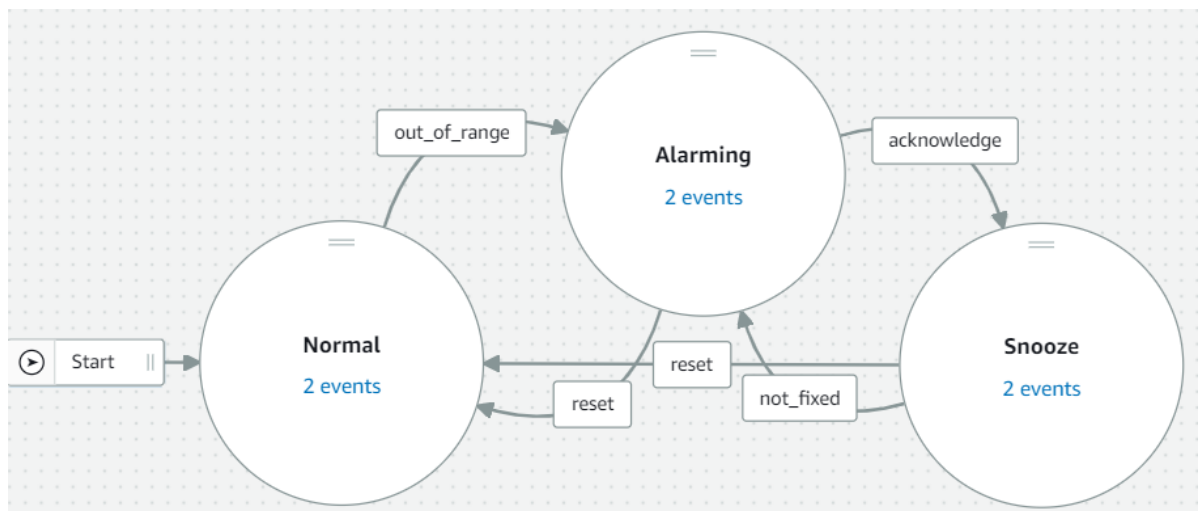 out_of_range
Alarming
2 events
acknowledge
Start
Normal
2 events
reset
reset
not_fixed
Snooze
2 events